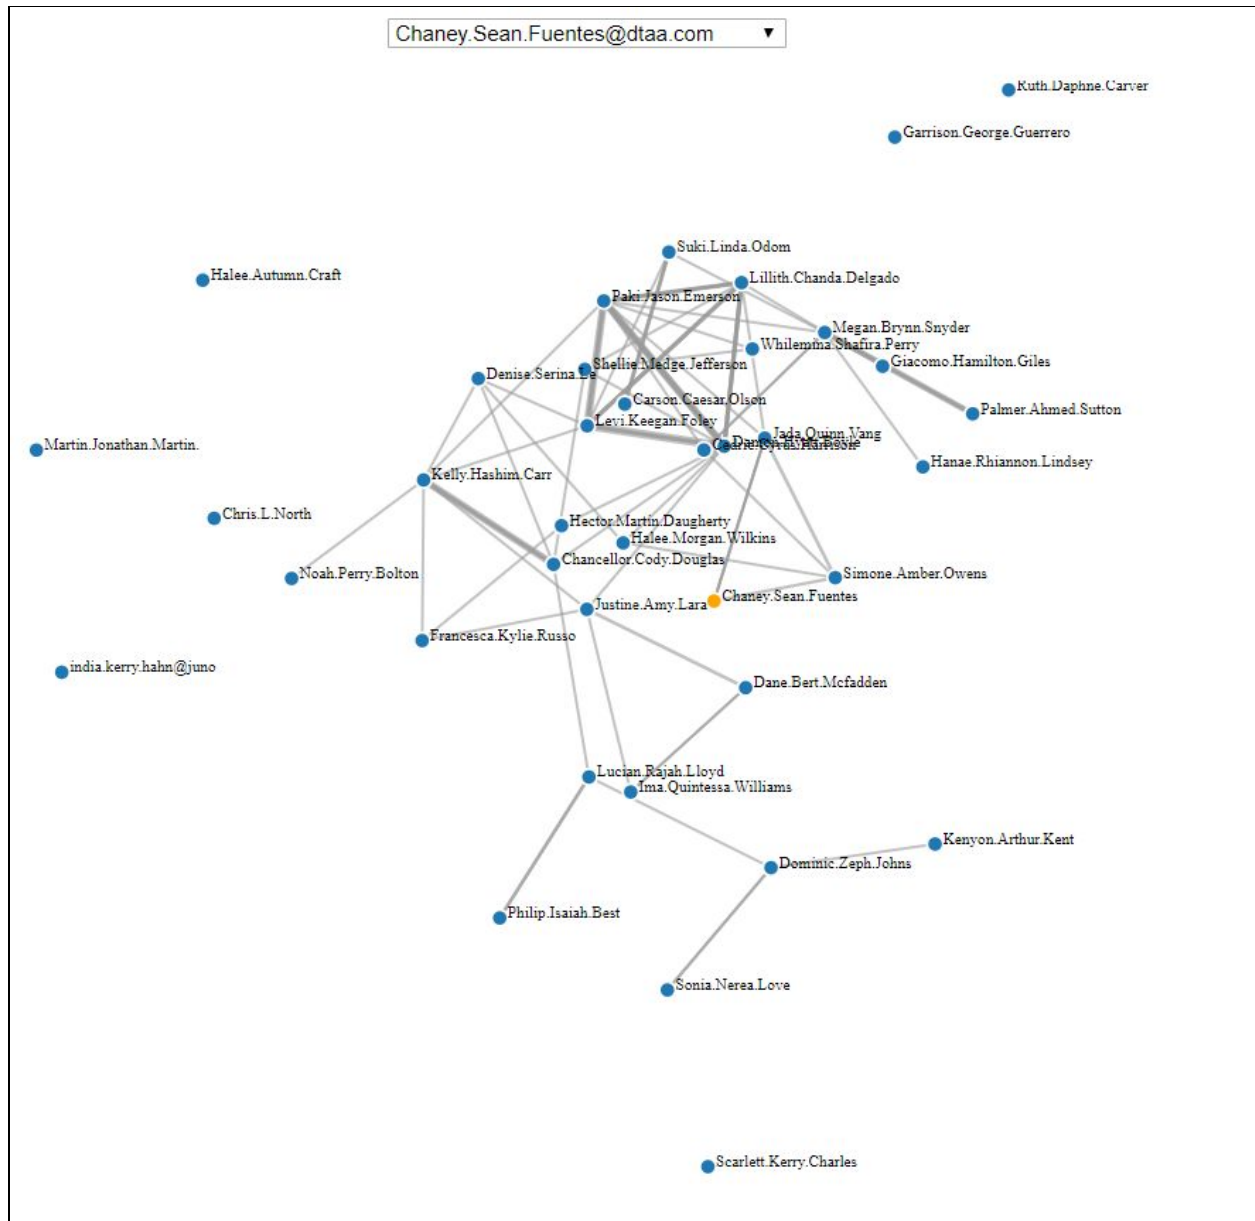 Chaney.Sean.Fuentes@dtaa.com
Ruth.Daphne.Carver
Garrison.George.Guerrero
Suki.Linda.Odom
Halee.Autumn.Craft
Lillith.Chanda.Delgado
Paki.Jason.Emerson
Megan.Brynn.Snyder
Whilemina.Shafira.Perry
Giacomo.Hamilton.Giles
Shellie.Medge.Jefferson
Denise.Serina.Le
Carson.Caesar.Olson
Palmer.Ahmed.Sutton
Levi.Keegan.Foley
Jada.Quinn.Vang
Martin.Jonathan.Martin.
Hanae.Rhiannon.Lindsey
Kelly.Hashim.Carr
Chris.L.North
Hector.Martin.Daugherty
Halee.Morgan.Wilkins
Chancellor.Cody.Douglas
Noah.Perry.Bolton
Simone.Amber.Owens
Chaney.Sean.Fuentes
Justine.Amy.Lara
Francesca.Kylie.Russo
india.kerry.hahn@juno
Dane.Bert.Mcfadden
Lucian.Rajah.Lloyd
Ima.Quintessa.Williams
Kenyon.Arthur.Kent
Dominic.Zeph.Johns
Philip.Isaiah.Best
Sonia.Nerea.Love
Scarlett.Kerry.Charles